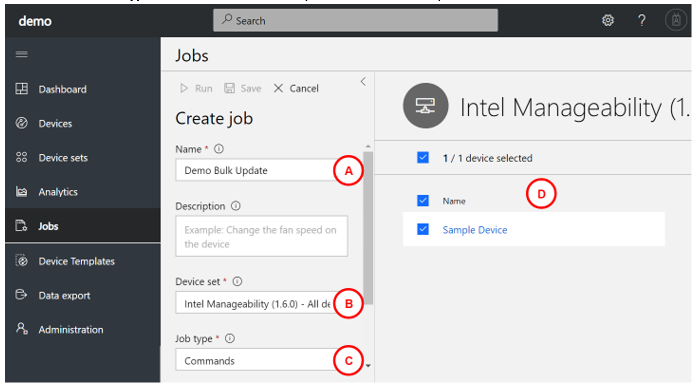 demo
Search
?
Jobs
Dashboard
Devices
Device sets
Analytics
Jobs
Device Templates
Data export
Administration
Run Save Cancel
Create job
Name *
Demo Bulk Update
A
Description
Example: Change the fan speed on
the device
Device set *
Intel Manageability (1.6.0) - All de
B
Job type *
Commands
C
Intel Manageability (1.
1 / 1 device selected
Name
D
Sample Device